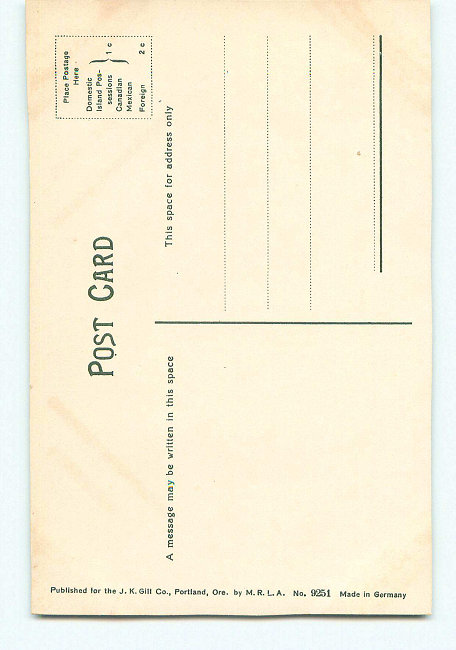 Place Postage
Here
Domestic
Island Pos-
sessions
Canadian
Mexican
} 1 c
Foreign 2 c
POST CARD
This space for address only
A message may be written in this space
Published for the J. K. Gill Co., Portland, Ore. by M. R. L. A. No. 9251 Made in Germany